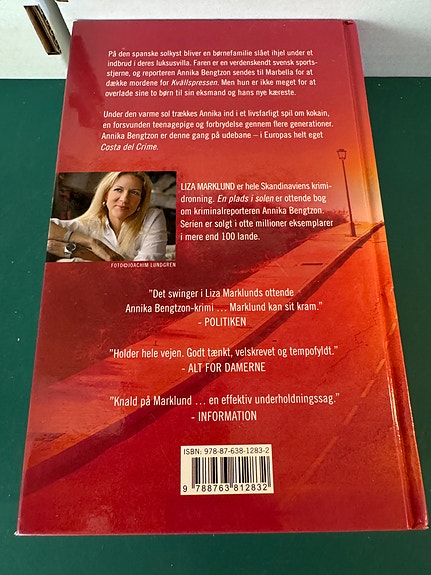 På den spanske solkyst bliver en børnefamilie slået ihjel under et
indbrud i deres luksusvilla. Faren er en verdenskendt svensk sports-
stjerne, og reporteren Annika Bengtzon sendes til Marbella for at
dække mordene for Kvällspressen. Men hun er ikke meget for at
overlade sine to børn til sin eksmand og hans nye kæreste.
Under den varme sol trækkes Annika ind i et livsfarligt spil om kokain,
en forsvunden teenagepige og forbrydelse gennem flere generationer.
Annika Bengtzon er denne gang på udebane – i Europas helt eget
Costa del Crime.
LIZA MARKLUND er hele Skandinaviens krimi-
dronning. En plads i solen er ottende bog
om kriminalreporteren Annika Bengtzon.
Serien er solgt i otte millioner eksemplarer
i mere end 100 lande.
FOTO©JOACHIM LUNDGREN
"Det swinger i Liza Marklunds ottende
Annika Bengtzon-krimi ... Marklund kan sit kram."
- POLITIKEN
"Holder hele vejen. Godt tænkt, velskrevet og tempofyldt."
- ALT FOR DAMERNE
"Knald på Marklund ... en effektiv underholdningssag."
- INFORMATION
ISBN: 978-87-638-1283-2
9 788763 812832